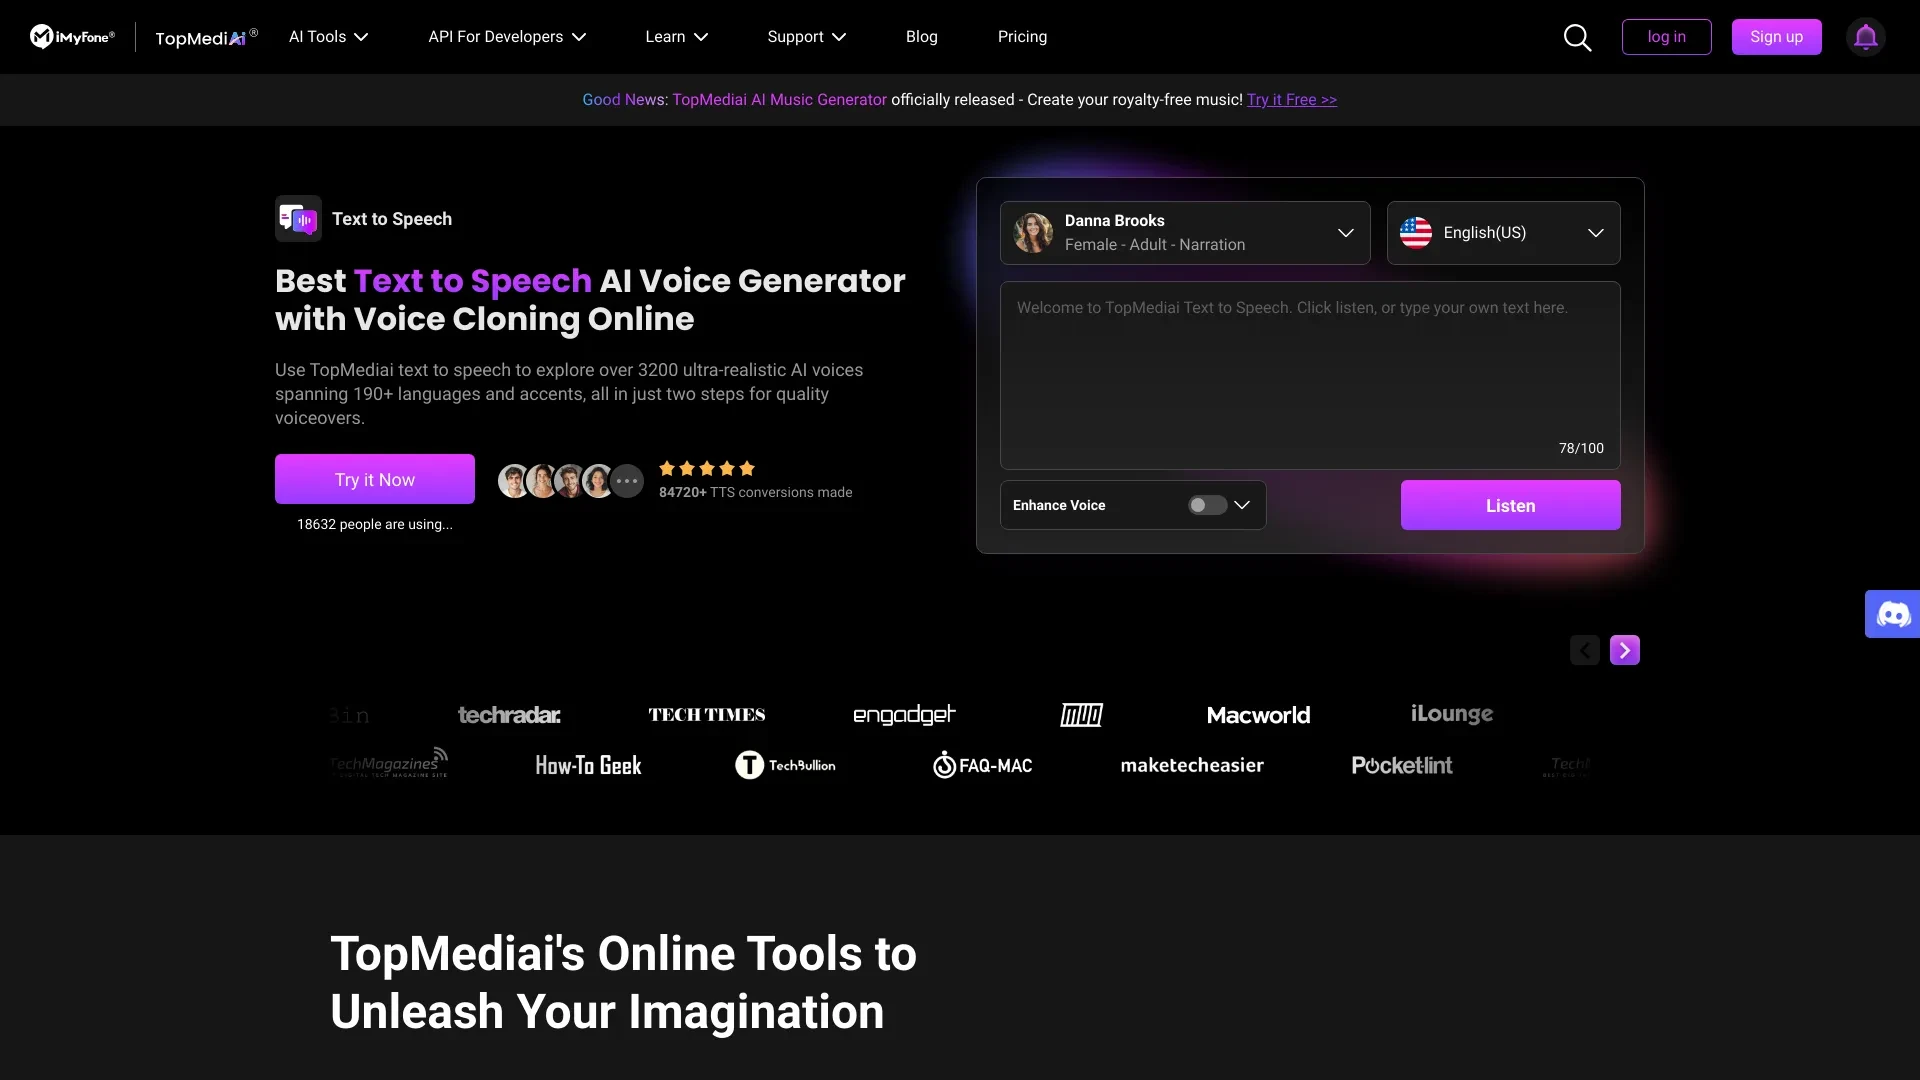 iMyFone®
TopMediAi®
AI Tools
API For Developers
Learn
Support
Blog
Pricing
log in
Sign up
Good News: TopMediai AI Music Generator officially released - Create your royalty-free music! Try it Free >>
Text to Speech
Best Text to Speech AI Voice Generator
with Voice Cloning Online
Use TopMediai text to speech to explore over 3200 ultra-realistic AI voices
spanning 190+ languages and accents, all in just two steps for quality
voiceovers.
Try it Now
84720+ TTS conversions made
18632 people are using...
Danna Brooks
Female - Adult - Narration
English(US)
Welcome to TopMediai Text to Speech. Click listen, or type your own text here.
78/100
Enhance Voice
Listen
techradar.
TECH TIMES
engadget
MUO
Macworld
iLounge
TechMagazines
How-To Geek
TechBullion
FAQ-MAC
maketecheasier
Pocket-lint
TopMediai's Online Tools to
Unleash Your Imagination